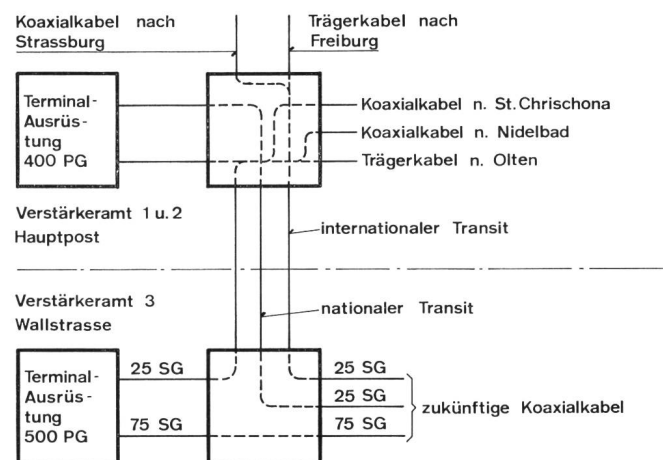 Koaxialkabel nach
Strassburg
Trägerkabel nach
Freiburg
Terminal-
Ausrüs-
tung
400 PG
Koaxialkabel n. St. Chrischona
Koaxialkabel n. Nidelbad
Trägerkabel n. Olten
Verstärkeramt 1 u. 2
Hauptpost
internationaler Transit
Verstärkeramt 3
Wallstrasse
nationaler Transit
Terminal-
Ausrüs-
tung
500 PG
25 SG
75 SG
25 SG
25 SG
75 SG
zukünftige Koaxialkabel